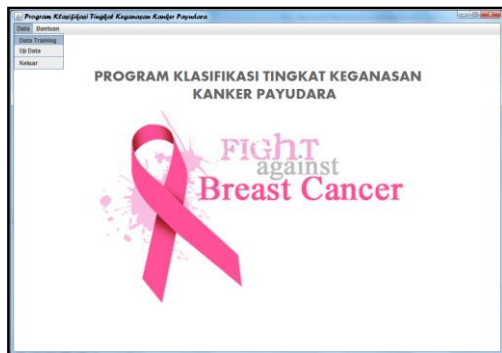 Program Klasifikasi Tingkat Keganasan Kanker Payudara
Data Bantuan
Data Training
Uji Data
Keluar
PROGRAM KLASIFIKASI TINGKAT KEGANASAN
KANKER PAYUDARA
FIGhT
against
Breast Cancer